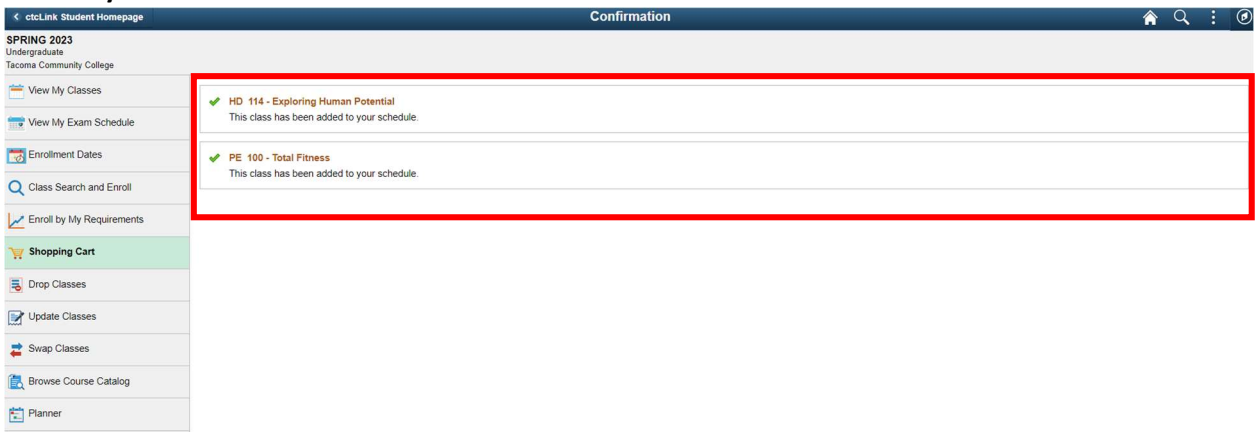 ctcLink Student Homepage
Confirmation
SPRING 2023
Undergraduate
Tacoma Community College
View My Classes
View My Exam Schedule
Enrollment Dates
Class Search and Enroll
Enroll by My Requirements
Shopping Cart
Drop Classes
Update Classes
Swap Classes
Browse Course Catalog
Planner
HD 114 - Exploring Human Potential
This class has been added to your schedule.
PE 100 - Total Fitness
This class has been added to your schedule.